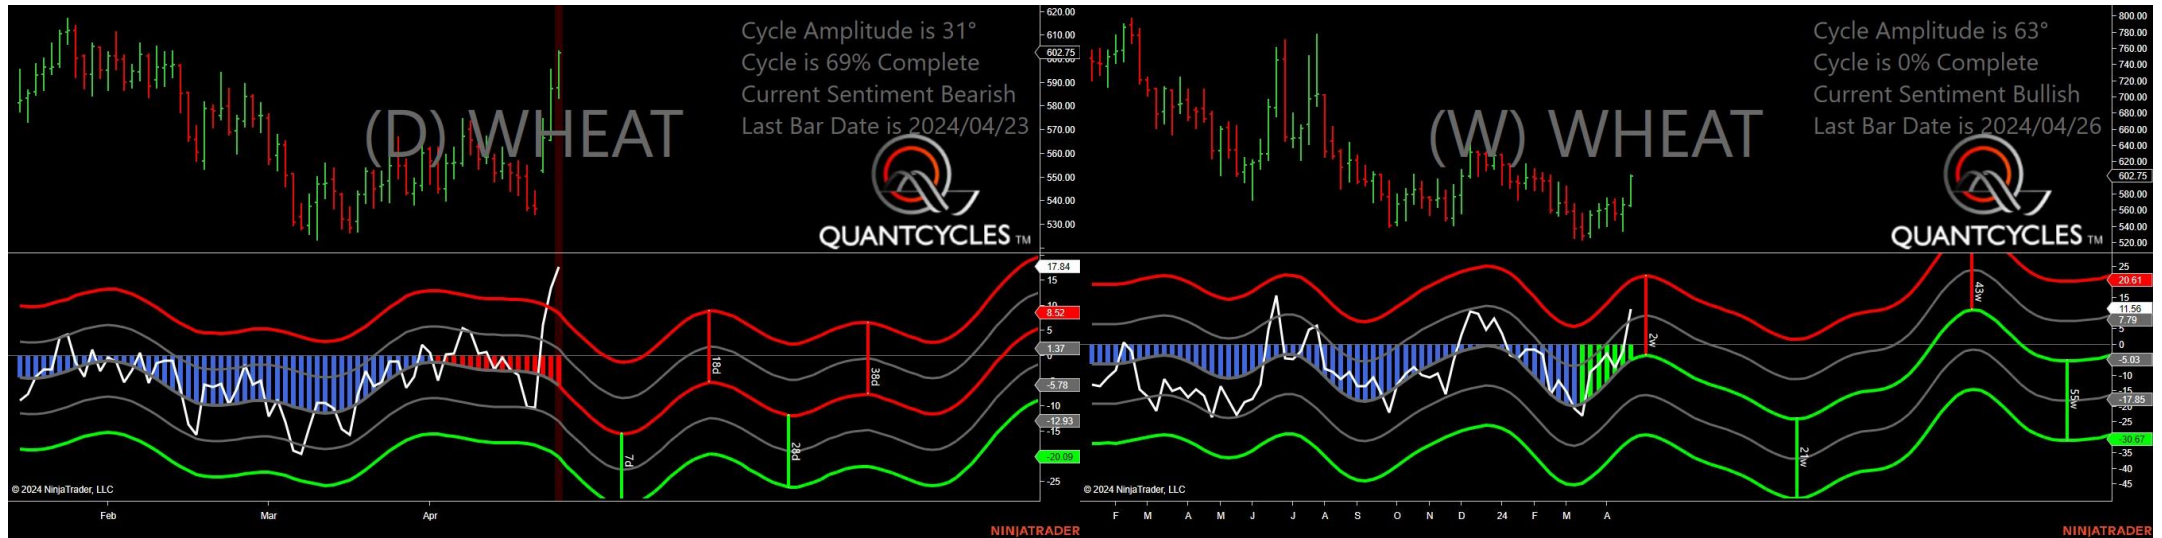 Cycle Amplitude is 31°
Cycle is 69% Complete
Current Sentiment Bearish
Last Bar Date is 2024/04/23
(D) WHEAT
QUANTCYCLES TM
620.00
610.00
602.75
590.00
580.00
570.00
560.00
550.00
540.00
530.00
17.84
15
10
8.52
5
1.37
0
-5.78
-10
-12.93
-15
-20.09
-25
7d
18d
28d
38d
© 2024 NinjaTrader, LLC
Feb Mar Apr
NINJATRADER
Cycle Amplitude is 63°
Cycle is 0% Complete
Current Sentiment Bullish
Last Bar Date is 2024/04/26
(W) WHEAT
QUANTCYCLES TM
800.00
780.00
760.00
740.00
720.00
700.00
680.00
660.00
640.00
620.00
602.75
580.00
560.00
540.00
520.00
25
20.61
15
11.56
7.79
5
0
-5.03
-10
-15
-17.85
-20
-25
-30.67
-35
-40
-45
2w
21w
43w
55w
© 2024 NinjaTrader, LLC
F M A M J J A S O N D 24 F M A
NINJATRADER